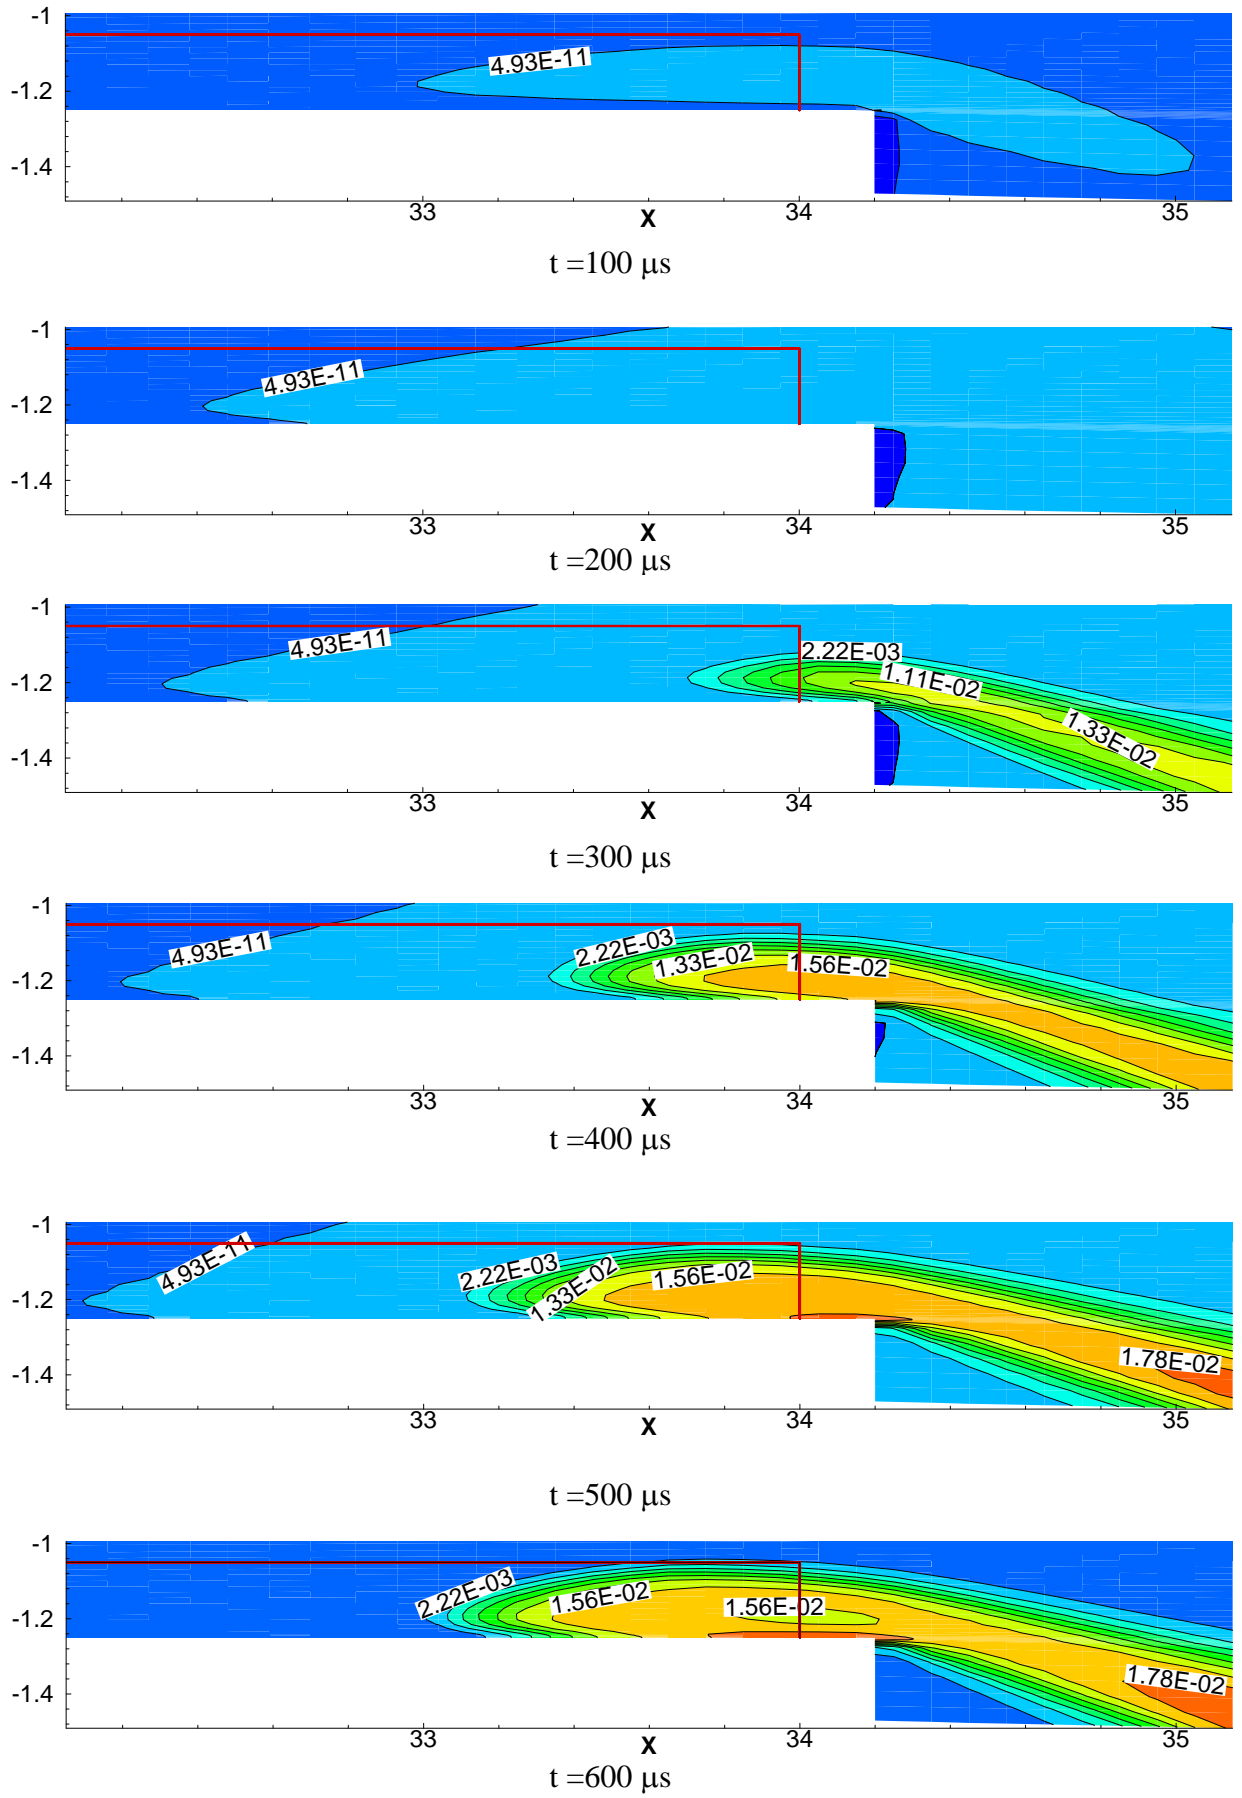 -1
4.93E-11
-1.2
-1.4
33 34 35
X
t =100 μs
-1
4.93E-11
-1.2
-1.4
33 34 35
X
t =200 μs
-1
4.93E-11 2.22E-03
1.11E-02
-1.2
1.33E-02
-1.4
33 34 35
X
t =300 μs
-1
4.93E-11 2.22E-03
1.33E-02 1.56E-02
-1.2
-1.4
33 34 35
X
t =400 μs
-1
4.93E-11 2.22E-03 1.56E-02
1.33E-02
-1.2
1.78E-02
-1.4
33 34 35
X
t =500 μs
-1
2.22E-03 1.56E-02 1.56E-02
-1.2
1.78E-02
-1.4
33 34 35
X
t =600 μs